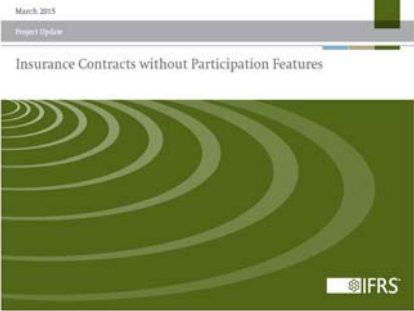 March 2015
Project Update
Insurance Contracts without Participation Features
IFRS